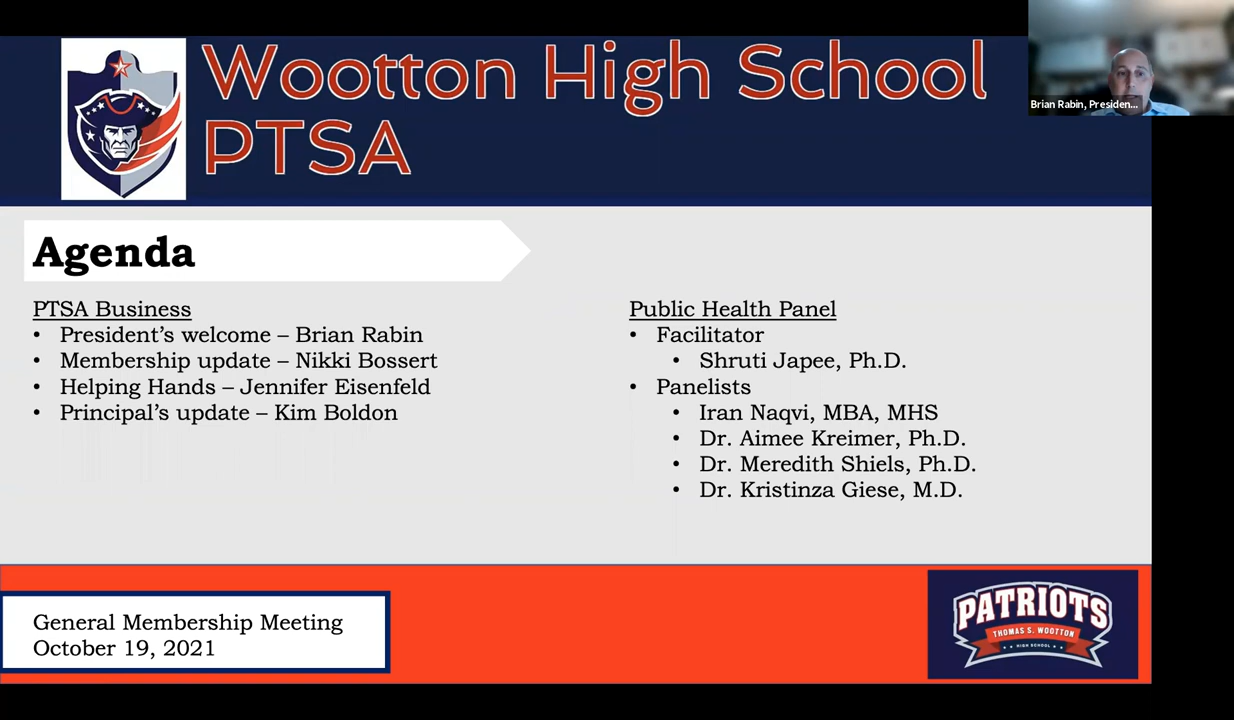 Wootton High School
PTSA
Brian Rabin, Presiden...
Agenda
PTSA Business
• President’s welcome – Brian Rabin
• Membership update – Nikki Bossert
• Helping Hands – Jennifer Eisenfeld
• Principal’s update – Kim Boldon
Public Health Panel
• Facilitator
• Shruti Japee, Ph.D.
• Panelists
• Iran Naqvi, MBA, MHS
• Dr. Aimee Kreimer, Ph.D.
• Dr. Meredith Shiels, Ph.D.
• Dr. Kristinza Giese, M.D.
General Membership Meeting
October 19, 2021
PATRIOTS
THOMAS S. WOOTTON
HIGH SCHOOL